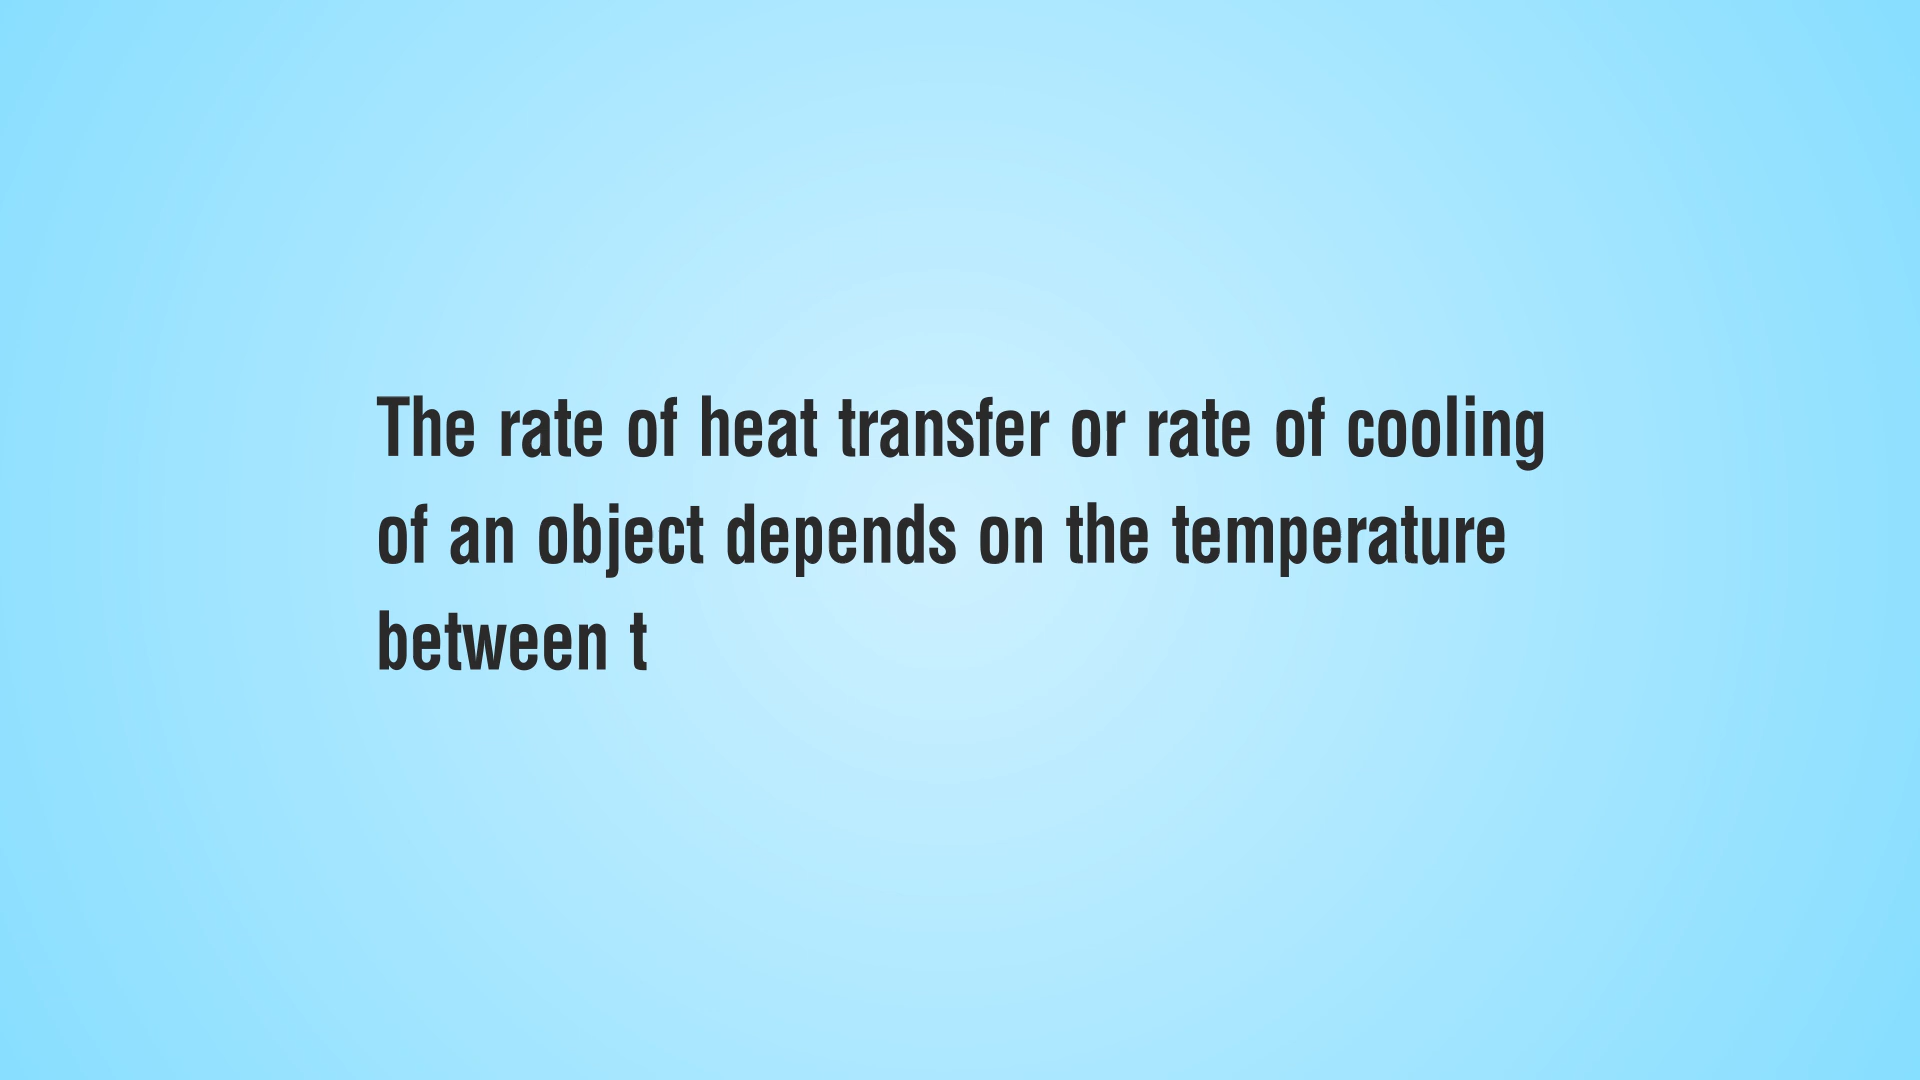 The rate of heat transfer or rate of cooling
of an object depends on the temperature
between t